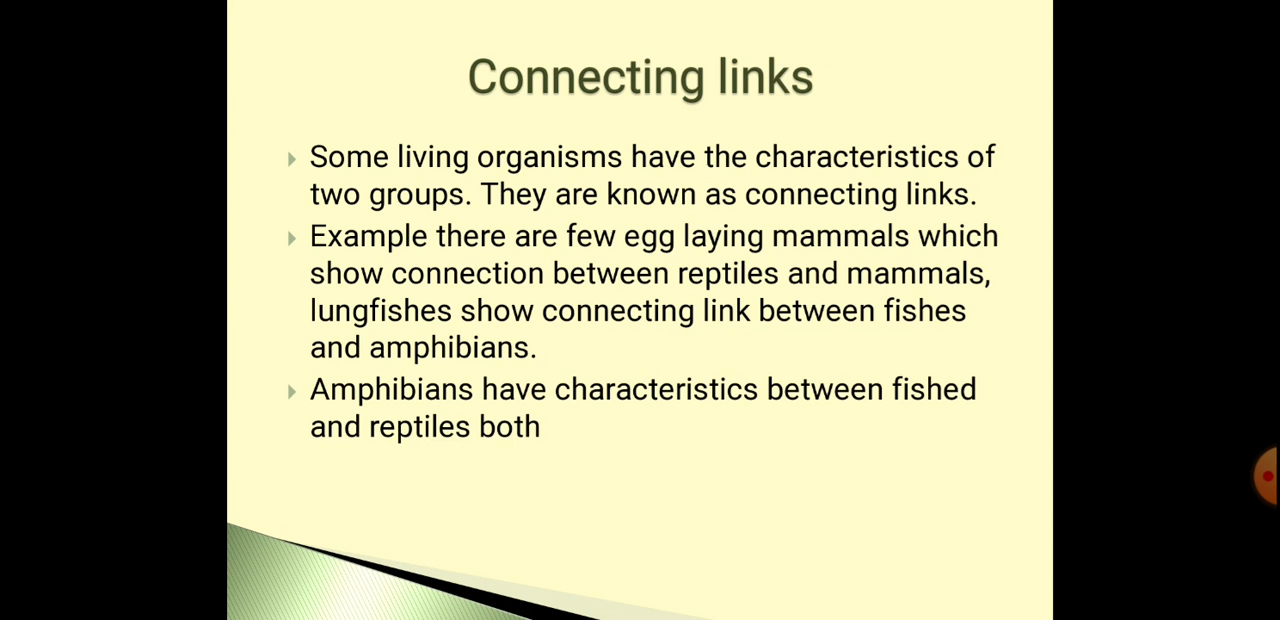 Connecting links
Some living organisms have the characteristics of
two groups. They are known as connecting links.
Example there are few egg laying mammals which
show connection between reptiles and mammals,
lungfishes show connecting link between fishes
and amphibians.
Amphibians have characteristics between fished
and reptiles both